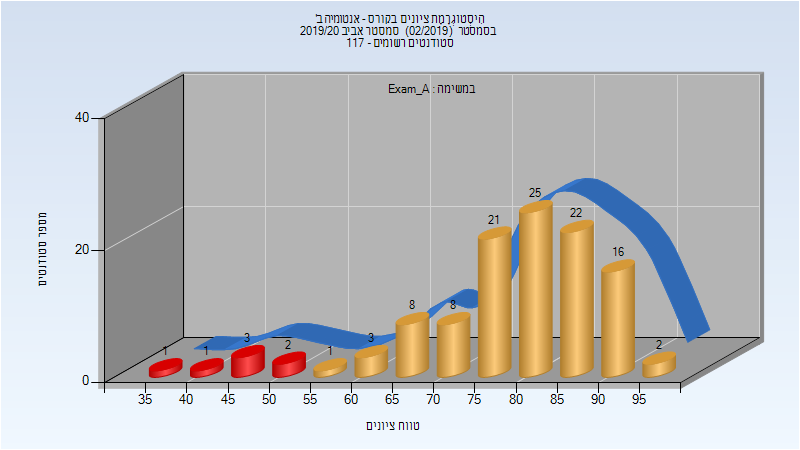 היסטוגרמת ציונים בקורס - אנטומיה ב'
בסמסטר (02/2019) סמסטר אביב 2019/20
סטודנטים רשומים - 117
במשימה : Exam_A
מספר סטודנטים
40
20
0
1 1 3 2 1 3 8 8 21 25 22 16 2
35 40 45 50 55 60 65 70 75 80 85 90 95
טווח ציונים